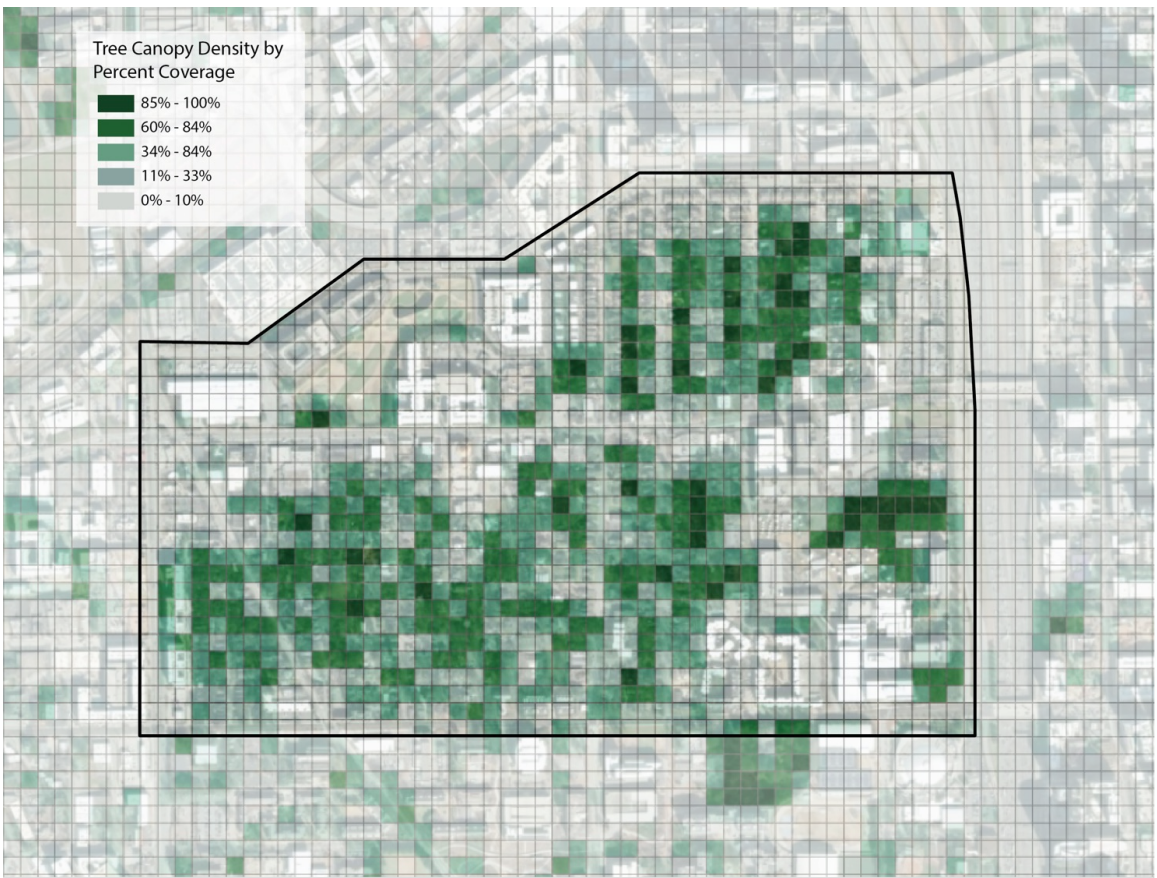 Tree Canopy Density by
Percent Coverage
85% - 100%
60% - 84%
34% - 84%
11% - 33%
0% - 10%